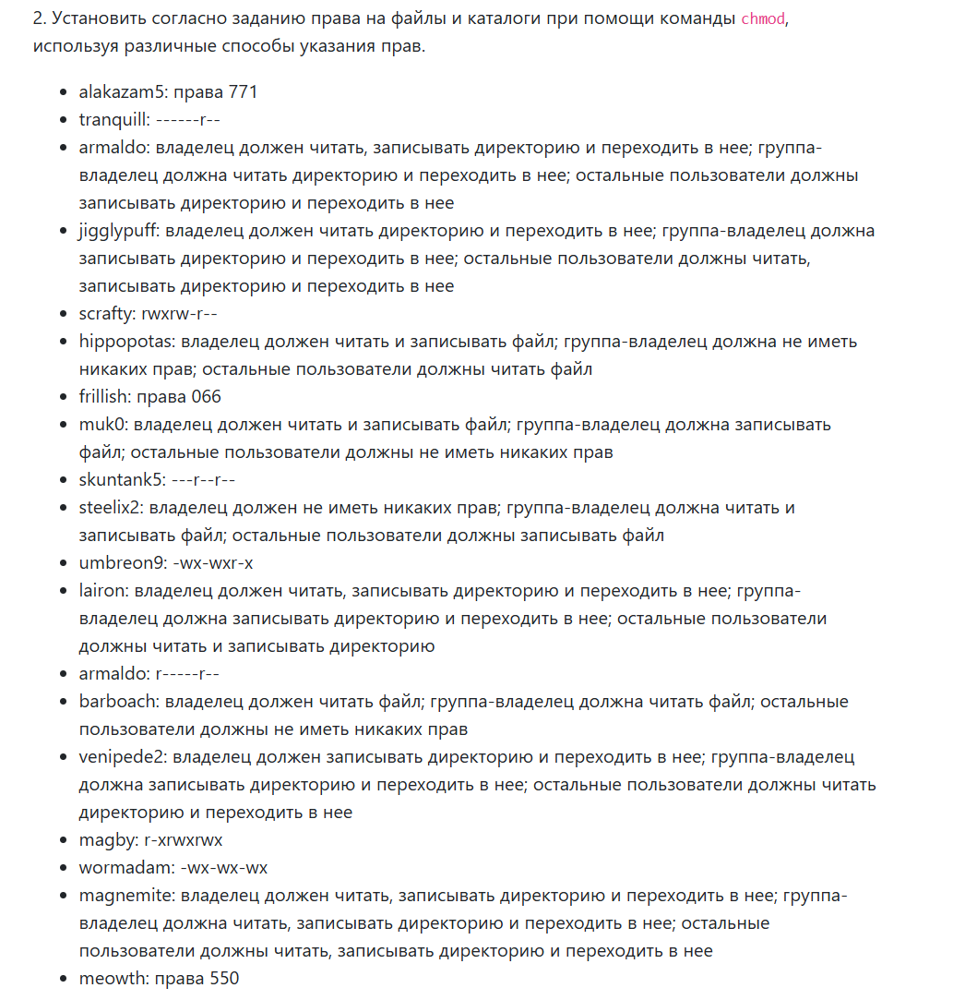 2. Установить согласно заданию права на файлы и каталоги при помощи команды chmod,
используя различные способы указания прав.
• alakazam5: права 771
• tranquill: ------r--
• armaldo: владелец должен читать, записывать директорию и переходить в нее; группа-
владелец должна читать директорию и переходить в нее; остальные пользователи должны
записывать директорию и переходить в нее
• jigglypuff: владелец должен читать директорию и переходить в нее; группа-владелец должна
записывать директорию и переходить в нее; остальные пользователи должны читать,
записывать директорию и переходить в нее
• scrafty: rwxrw-r--
• hippopotas: владелец должен читать и записывать файл; группа-владелец должна не иметь
никаких прав; остальные пользователи должны читать файл
• frillish: права 066
• muk0: владелец должен читать и записывать файл; группа-владелец должна записывать
файл; остальные пользователи должны не иметь никаких прав
• skuntank5: ---r--r--
• steelix2: владелец должен не иметь никаких прав; группа-владелец должна читать и
записывать файл; остальные пользователи должны записывать файл
• umbreon9: -wx-wxr-x
• lairon: владелец должен читать, записывать директорию и переходить в нее; группа-
владелец должна записывать директорию и переходить в нее; остальные пользователи
должны читать и записывать директорию
• armaldo: r-----r--
• barboach: владелец должен читать файл; группа-владелец должна читать файл; остальные
пользователи должны не иметь никаких прав
• venipede2: владелец должен записывать директорию и переходить в нее; группа-владелец
должна записывать директорию и переходить в нее; остальные пользователи должны читать
директорию и переходить в нее
• magby: r-xrwxrwx
• wormadam: -wx-wx-wx
• magnemite: владелец должен читать, записывать директорию и переходить в нее; группа-
владелец должна читать, записывать директорию и переходить в нее; остальные
пользователи должны читать, записывать директорию и переходить в нее
• meowth: права 550